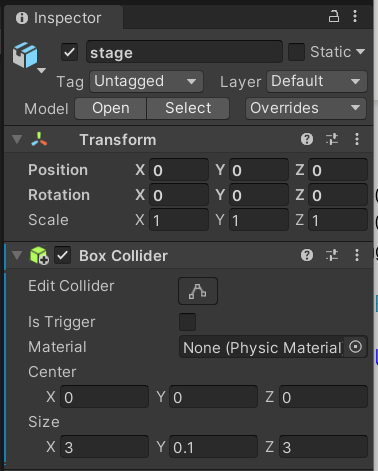 Inspector
stage Static
Tag Untagged Layer Default
Model Open Select Overrides
Transform
Position X 0 Y 0 Z 0
Rotation X 0 Y 0 Z 0
Scale X 1 Y 1 Z 1
Box Collider
Edit Collider
Is Trigger
Material None (Physic Material
Center
X 0 Y 0 Z 0
Size
X 3 Y 0.1 Z 3